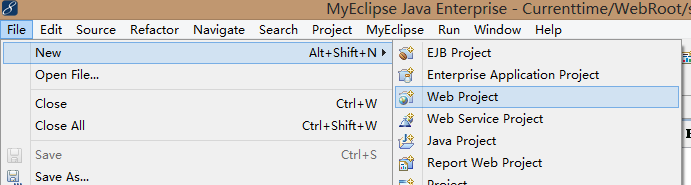 MyEclipse Java Enterprise - Currenttime/WebRoot/s
File Edit Source Refactor Navigate Search Project MyEclipse Run Window Help
New Alt+Shift+N EJB Project
Open File... Enterprise Application Project
Close Ctrl+W Web Project
Close All Ctrl+Shift+W Web Service Project
Java Project
Save Ctrl+S Report Web Project
Save As... Project